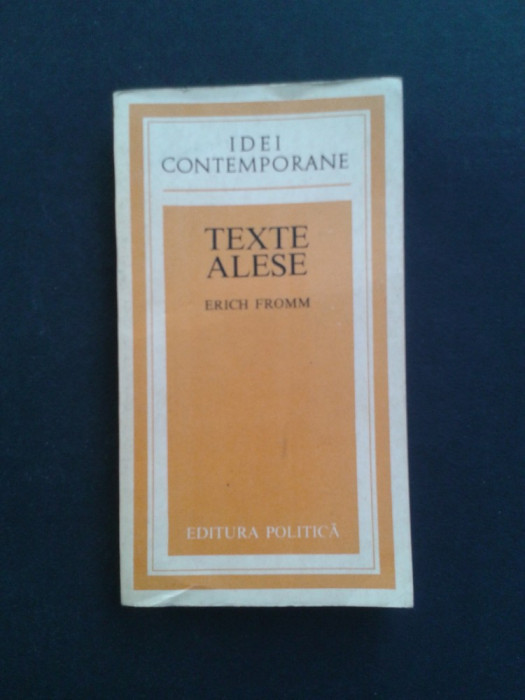 IDEI
CONTEMPORANE
TEXTE
ALESE
ERICH FROMM
EDITURA POLITICĂ